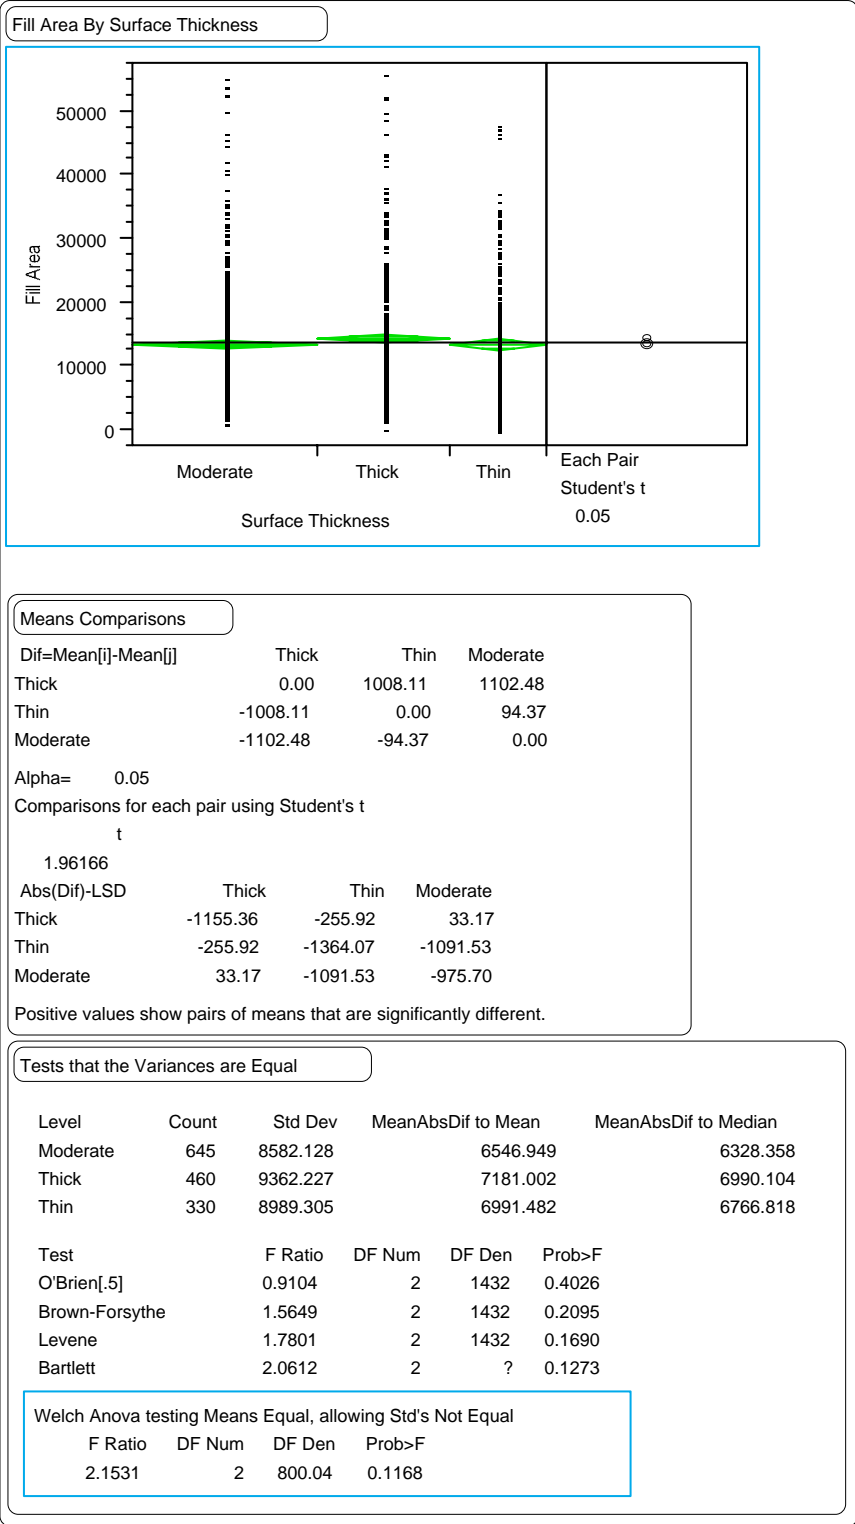 Fill Area By Surface Thickness
50000
40000
30000
20000
10000
0
Fill Area
Moderate Thick Thin
Surface Thickness
Each Pair
Student's t
0.05
Means Comparisons
Dif=Mean[i]-Mean[j] Thick Thin Moderate
Thick 0.00 1008.11 1102.48
Thin -1008.11 0.00 94.37
Moderate -1102.48 -94.37 0.00
Alpha= 0.05
Comparisons for each pair using Student's t
t
1.96166
Abs(Dif)-LSD Thick Thin Moderate
Thick -1155.36 -255.92 33.17
Thin -255.92 -1364.07 -1091.53
Moderate 33.17 -1091.53 -975.70
Positive values show pairs of means that are significantly different.
Tests that the Variances are Equal
Level Count Std Dev MeanAbsDif to Mean MeanAbsDif to Median
Moderate 645 8582.128 6546.949 6328.358
Thick 460 9362.227 7181.002 6990.104
Thin 330 8989.305 6991.482 6766.818
Test F Ratio DF Num DF Den Prob>F
O'Brien[.5] 0.9104 2 1432 0.4026
Brown-Forsythe 1.5649 2 1432 0.2095
Levene 1.7801 2 1432 0.1690
Bartlett 2.0612 2 ? 0.1273
Welch Anova testing Means Equal, allowing Std's Not Equal
F Ratio DF Num DF Den Prob>F
2.1531 2 800.04 0.1168